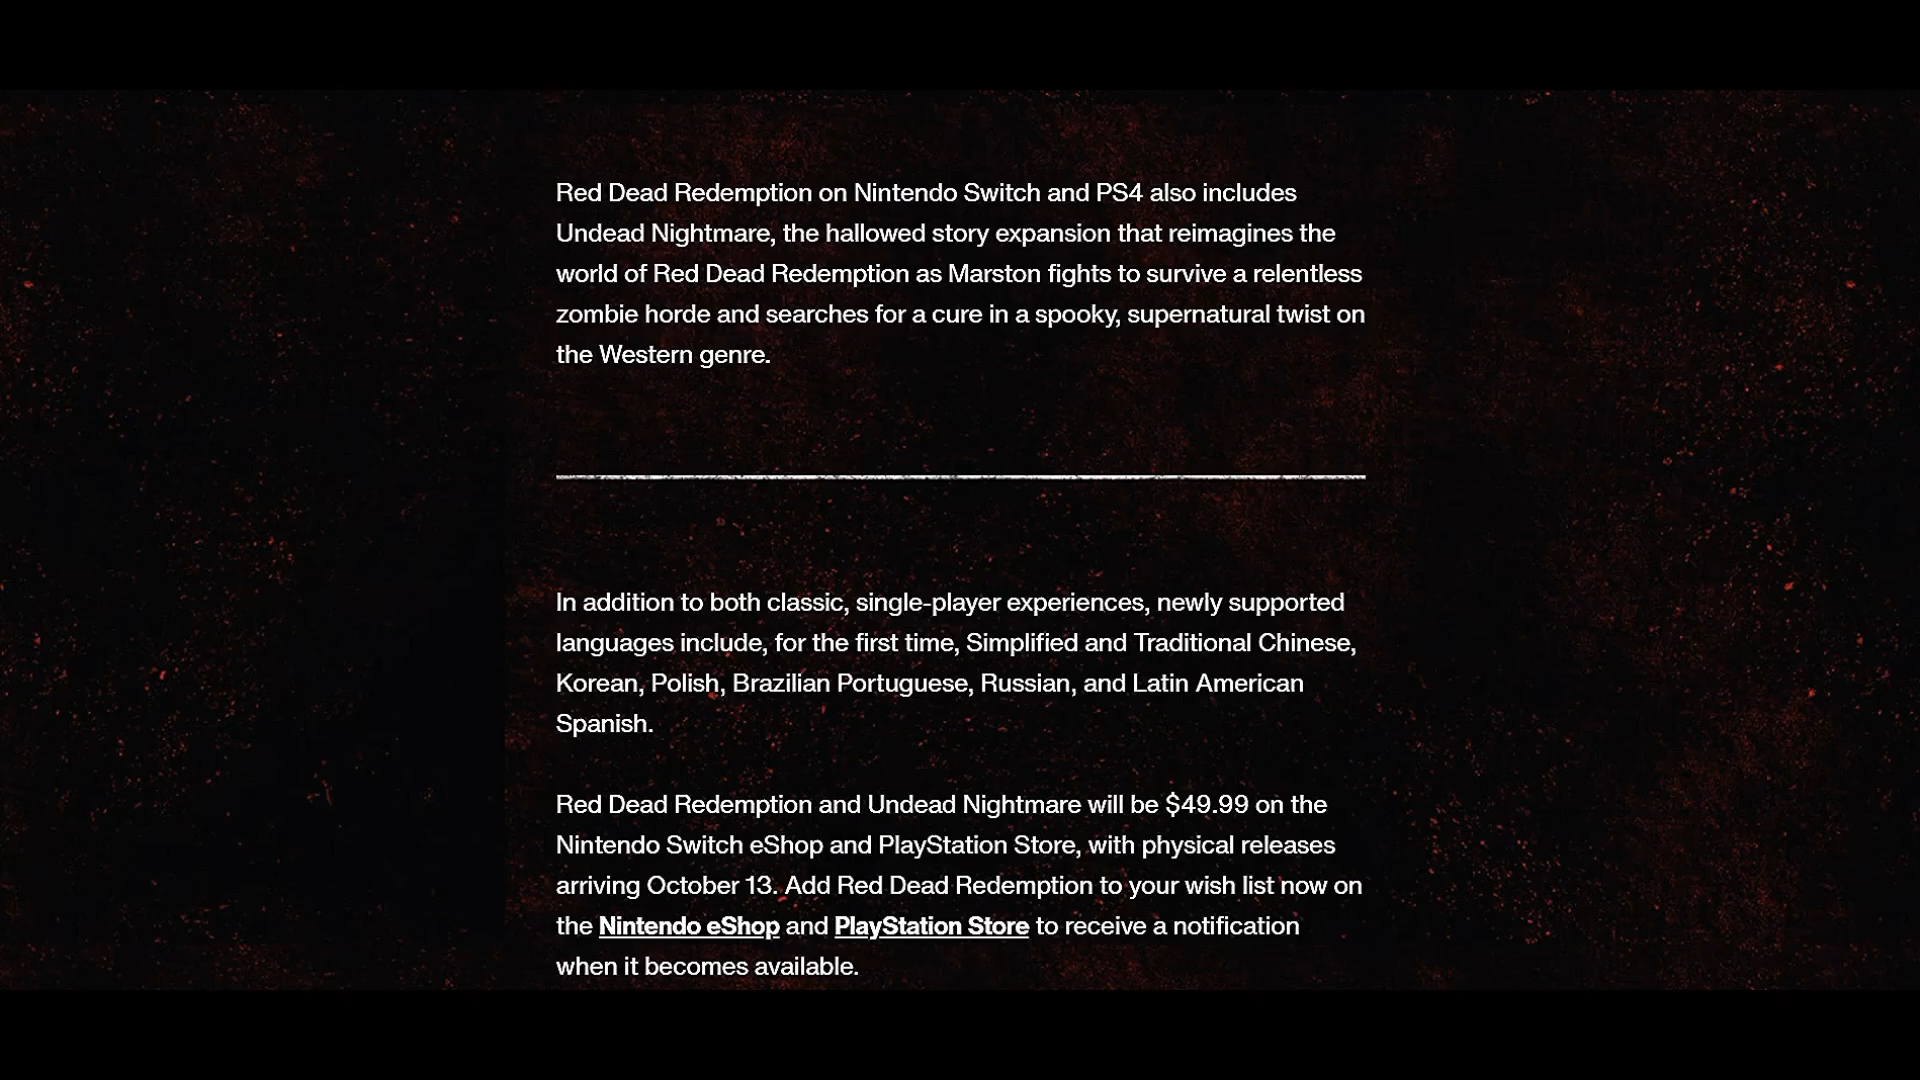 Red Dead Redemption on Nintendo Switch and PS4 also includes
Undead Nightmare, the hallowed story expansion that reimagines the
world of Red Dead Redemption as Marston fights to survive a relentless
zombie horde and searches for a cure in a spooky, supernatural twist on
the Western genre.
In addition to both classic, single-player experiences, newly supported
languages include, for the first time, Simplified and Traditional Chinese,
Korean, Polish, Brazilian Portuguese, Russian, and Latin American
Spanish.
Red Dead Redemption and Undead Nightmare will be $49.99 on the
Nintendo Switch eShop and PlayStation Store, with physical releases
arriving October 13. Add Red Dead Redemption to your wish list now on
the Nintendo eShop and PlayStation Store to receive a notification
when it becomes available.